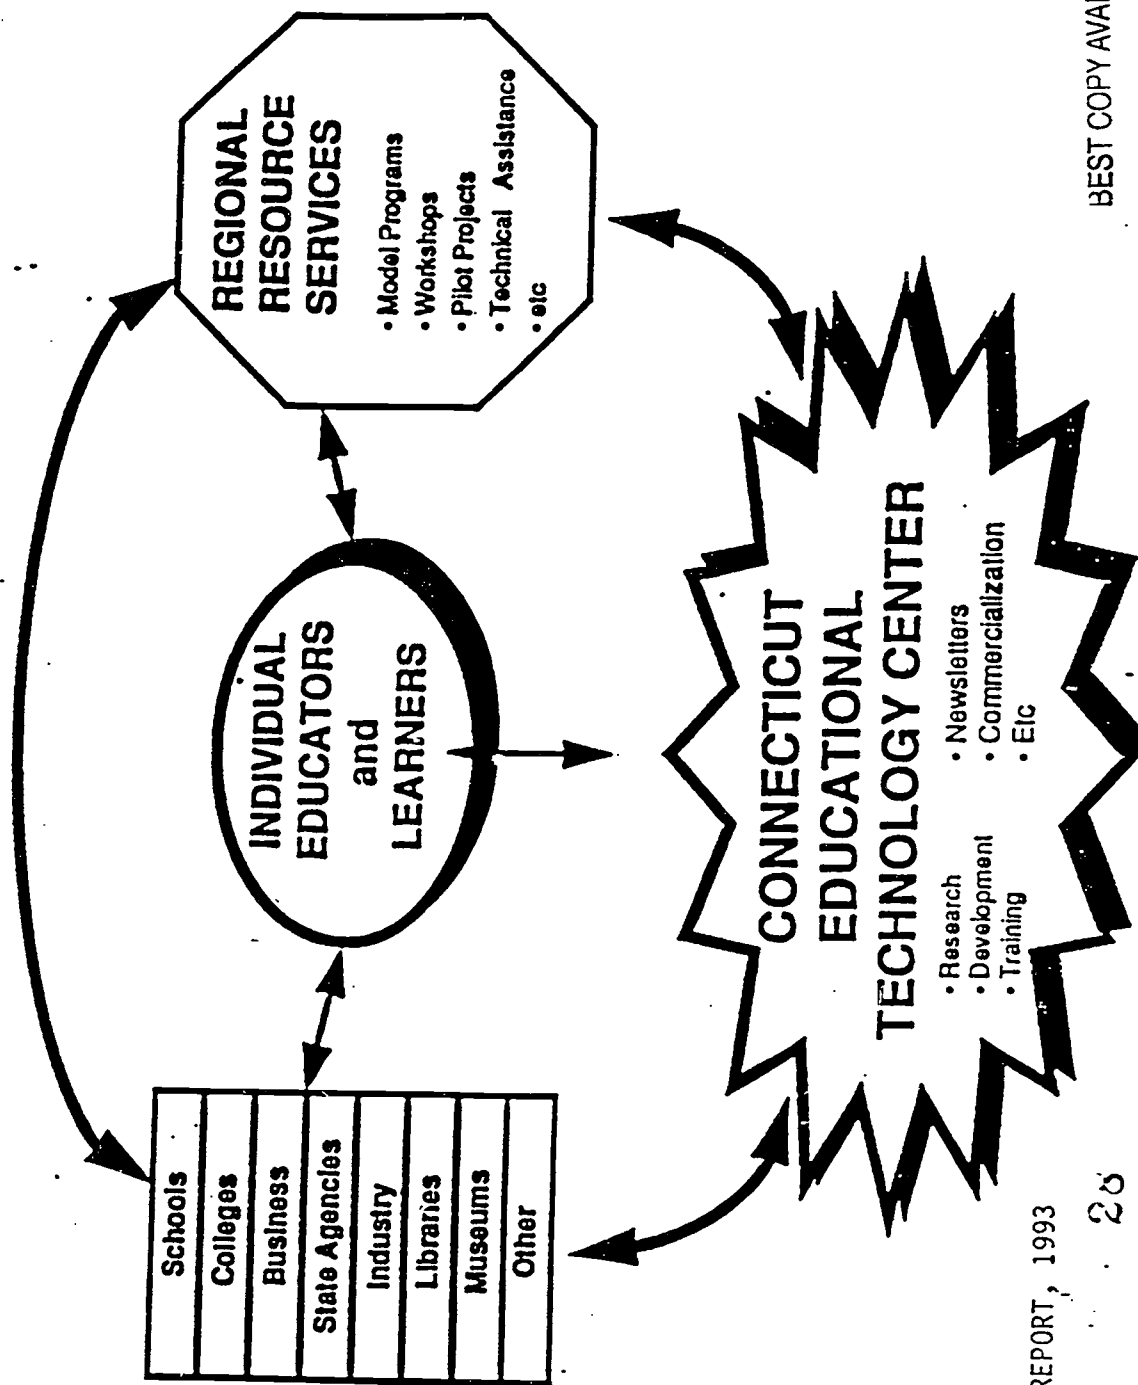 Schools
Colleges
Business
State Agencies
Industry
Libraries
Museums
Other
INDIVIDUAL
EDUCATORS
and
LEARNERS
REGIONAL
RESOURCE
SERVICES
• Model Programs
• Workshops
• Pilot Projects
• Technical Assistance
• etc
CONNECTICUT
EDUCATIONAL
TECHNOLOGY CENTER
• Research
• Development
• Training
• Newsletters
• Commercialization
• Etc
REPORT, 1993
BEST COPY